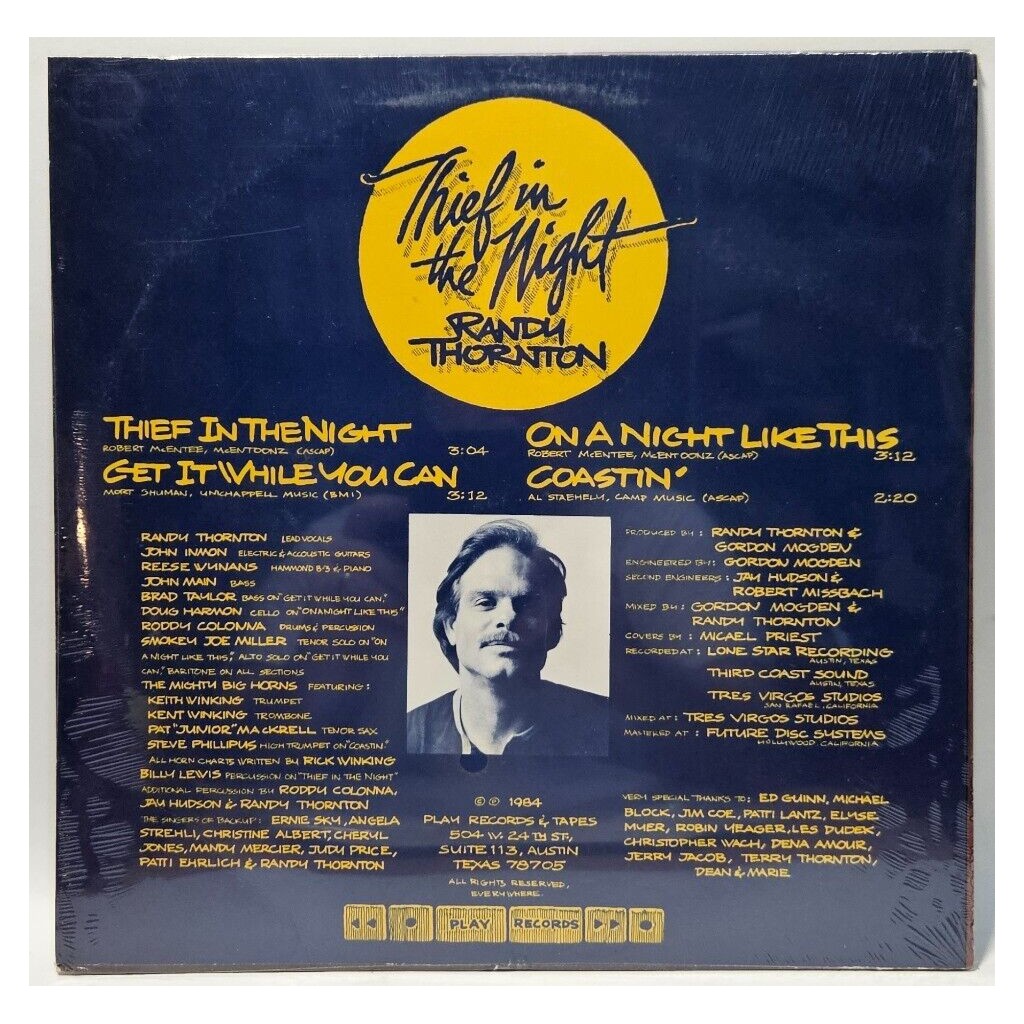 Thief in
the Night
RANDY
THORNTON
THIEF IN THE NIGHT
ROBERT McENTEE, McENTOONZ (ASCAP) 3:04
GET IT WHILE YOU CAN
MORT SHUMAN, UNICHAPPELL MUSIC (BMI) 3:12
ON A NIGHT LIKE THIS
ROBERT McENTEE, McENTOONZ (ASCAP) 3:12
COASTIN'
AL STAEHELY, CAMP MUSIC (ASCAP) 2:20
RANDY THORNTON LEAD VOCALS
JOHN INMON ELECTRIC & ACCOUSTIC GUITARS
REESE WYNANS HAMMOND B/3 & PIANO
JOHN MAIN BASS
BRAD TAYLOR BASS ON "GET IT WHILE YOU CAN,"
DOUG HARMON CELLO ON "ON A NIGHT LIKE THIS"
RODDY COLONNA DRUMS & PERCUSSION
SMOKEY JOE MILLER TENOR SOLO ON "ON
A NIGHT LIKE THIS," ALTO SOLO ON "GET IT WHILE YOU
CAN," BARITONE ON ALL SECTIONS
THE MIGHTY BIG HORNS FEATURING:
KEITH WINKING TRUMPET
KENT WINKING TROMBONE
PAT "JUNIOR" MACKRELL TENOR SAX
STEVE PHILLIPUS HIGH TRUMPET ON "COASTIN"
ALL HORN CHARTS WRITTEN BY RICK WINKING
BILLY LEWIS PERCUSSION ON "THIEF IN THE NIGHT"
ADDITIONAL PERCUSSION BY RODDY COLONNA,
JAY HUDSON & RANDY THORNTON
THE SINGERS OF BACKUP: ERNIE SKY, ANGELA
STREHLI, CHRISTINE ALBERT, CHERYL
JONES, MANDY MERCIER, JUDY PRICE,
PATTI EHRLICH & RANDY THORNTON
PRODUCED BY: RANDY THORNTON &
GORDON MOGDEN
ENGINEERED BY: GORDON MOGDEN
SECOND ENGINEERS: JAY HUDSON &
ROBERT MISSBACH
MIXED BY: GORDON MOGDEN &
RANDY THORNTON
COVERS BY: MICAEL PRIEST
RECORDED AT: LONE STAR RECORDING
AUSTIN, TEXAS
THIRD COAST SOUND
AUSTIN, TEXAS
TRES VIRGOS STUDIOS
SAN RAFAEL, CALIFORNIA
MIXED AT: TRES VIRGOS STUDIOS
MASTERED AT: FUTURE DISC SYSTEMS
HOLLYWOOD CALIFORNIA
© ℗ 1984
PLAY RECORDS & TAPES
504 W. 24TH ST,
SUITE 113, AUSTIN
TEXAS 78705
ALL RIGHTS RESERVED,
EVERYWHERE.
VERY SPECIAL THANKS TO: ED GUINN, MICHAEL
BLOCK, JIM COE, PATTI LANTZ, ELYSE
MYER, ROBIN YEAGER, LES DUDEK,
CHRISTOPHER WACH, DENA AMOUR,
JERRY JACOB, TERRY THORNTON,
DEAN & MARIE
PLAY RECORDS